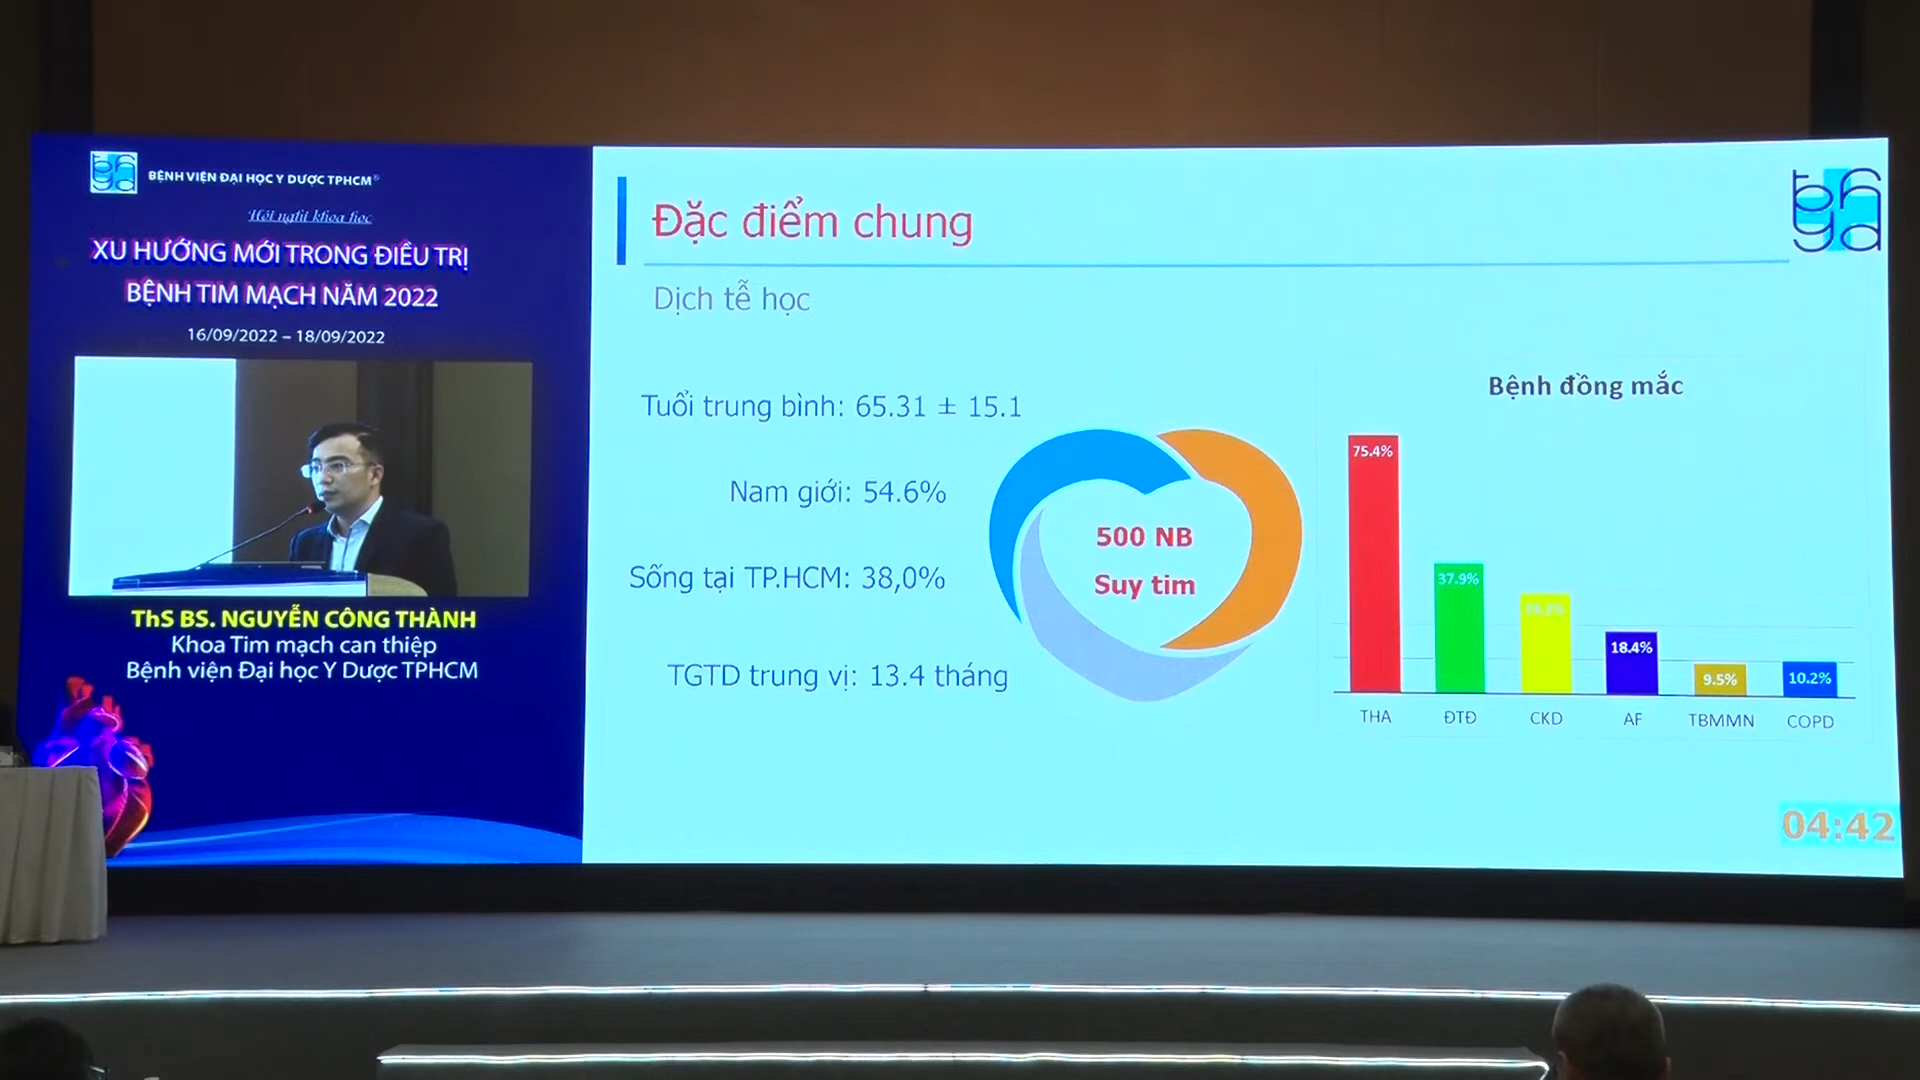 BỆNH VIỆN ĐẠI HỌC Y DƯỢC TPHCM
Hội nghị khoa học
XU HƯỚNG MỚI TRONG ĐIỀU TRỊ
BỆNH TIM MẠCH NĂM 2022
16/09/2022 – 18/09/2022
ThS BS. NGUYỄN CÔNG THÀNH
Khoa Tim mạch can thiệp
Bệnh viện Đại học Y Dược TPHCM
Đặc điểm chung
Dịch tễ học
Tuổi trung bình: 65.31 ± 15.1
Nam giới: 54.6%
Sống tại TP.HCM: 38,0%
TGTD trung vị: 13.4 tháng
500 NB
Suy tim
Bệnh đồng mắc
75.4%
37.9%
18.4%
9.5%
10.2%
THA ĐTĐ CKD AF TBMMN COPD
04:42